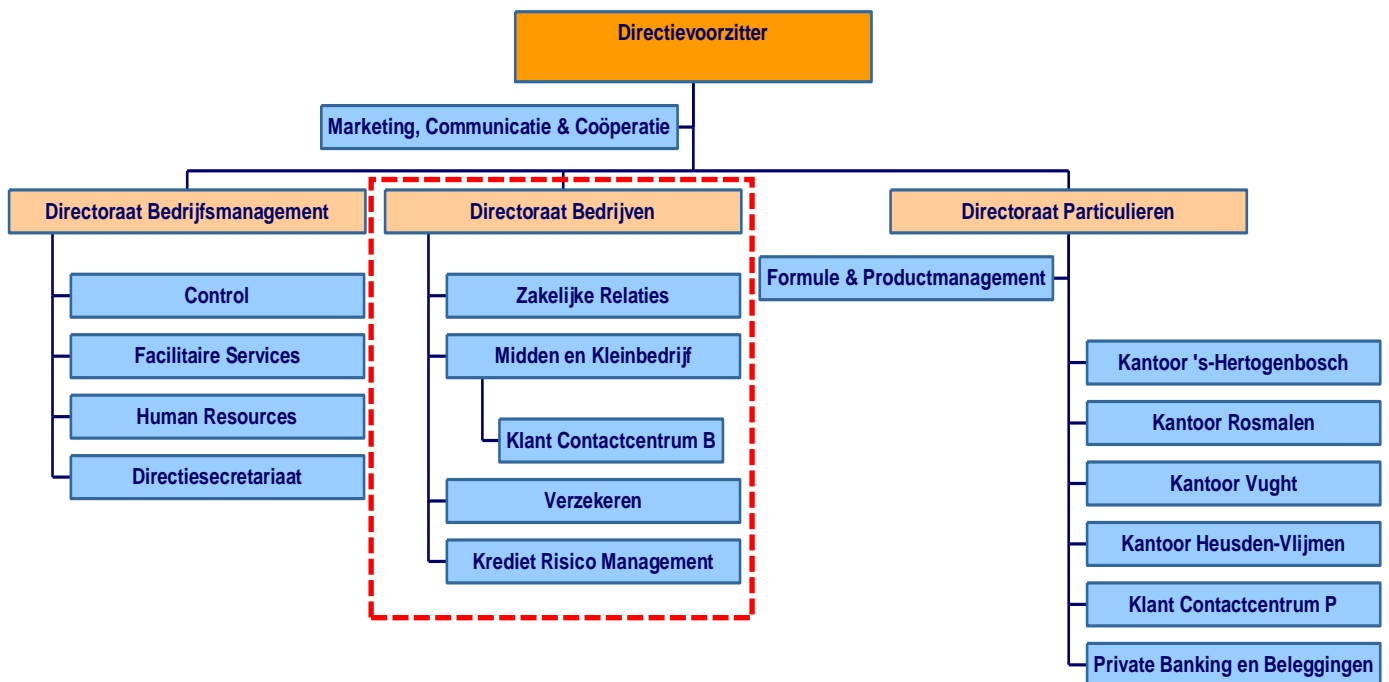 Directievoorzitter
Marketing, Communicatie & Coöperatie
Directoraat Bedrijfsmanagement
Control
Facilitaire Services
Human Resources
Directiesecretariaat
Directoraat Bedrijven
Zakelijke Relaties
Midden en Kleinbedrijf
Klant Contactcentrum B
Verzekeren
Krediet Risico Management
Directoraat Particulieren
Formule & Productmanagement
Kantoor 's-Hertogenbosch
Kantoor Rosmalen
Kantoor Vught
Kantoor Heusden-Vlijmen
Klant Contactcentrum P
Private Banking en Beleggingen